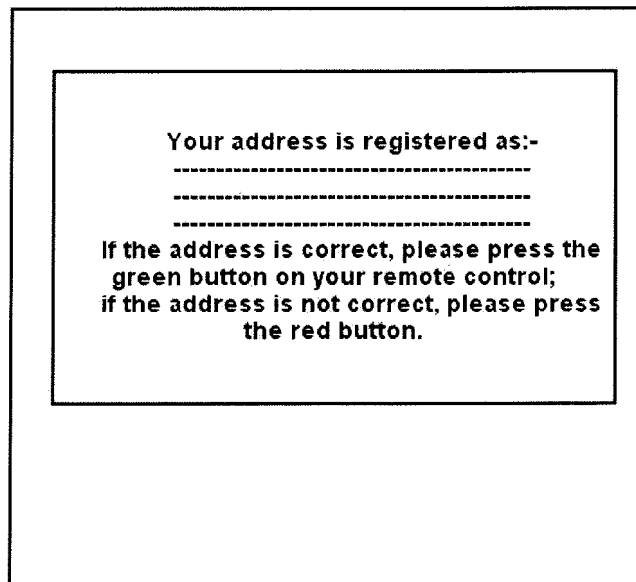 Your address is registered as:-
------------------------------------------
------------------------------------------
------------------------------------------
If the address is correct, please press the
green button on your remote control;
if the address is not correct, please press
the red button.